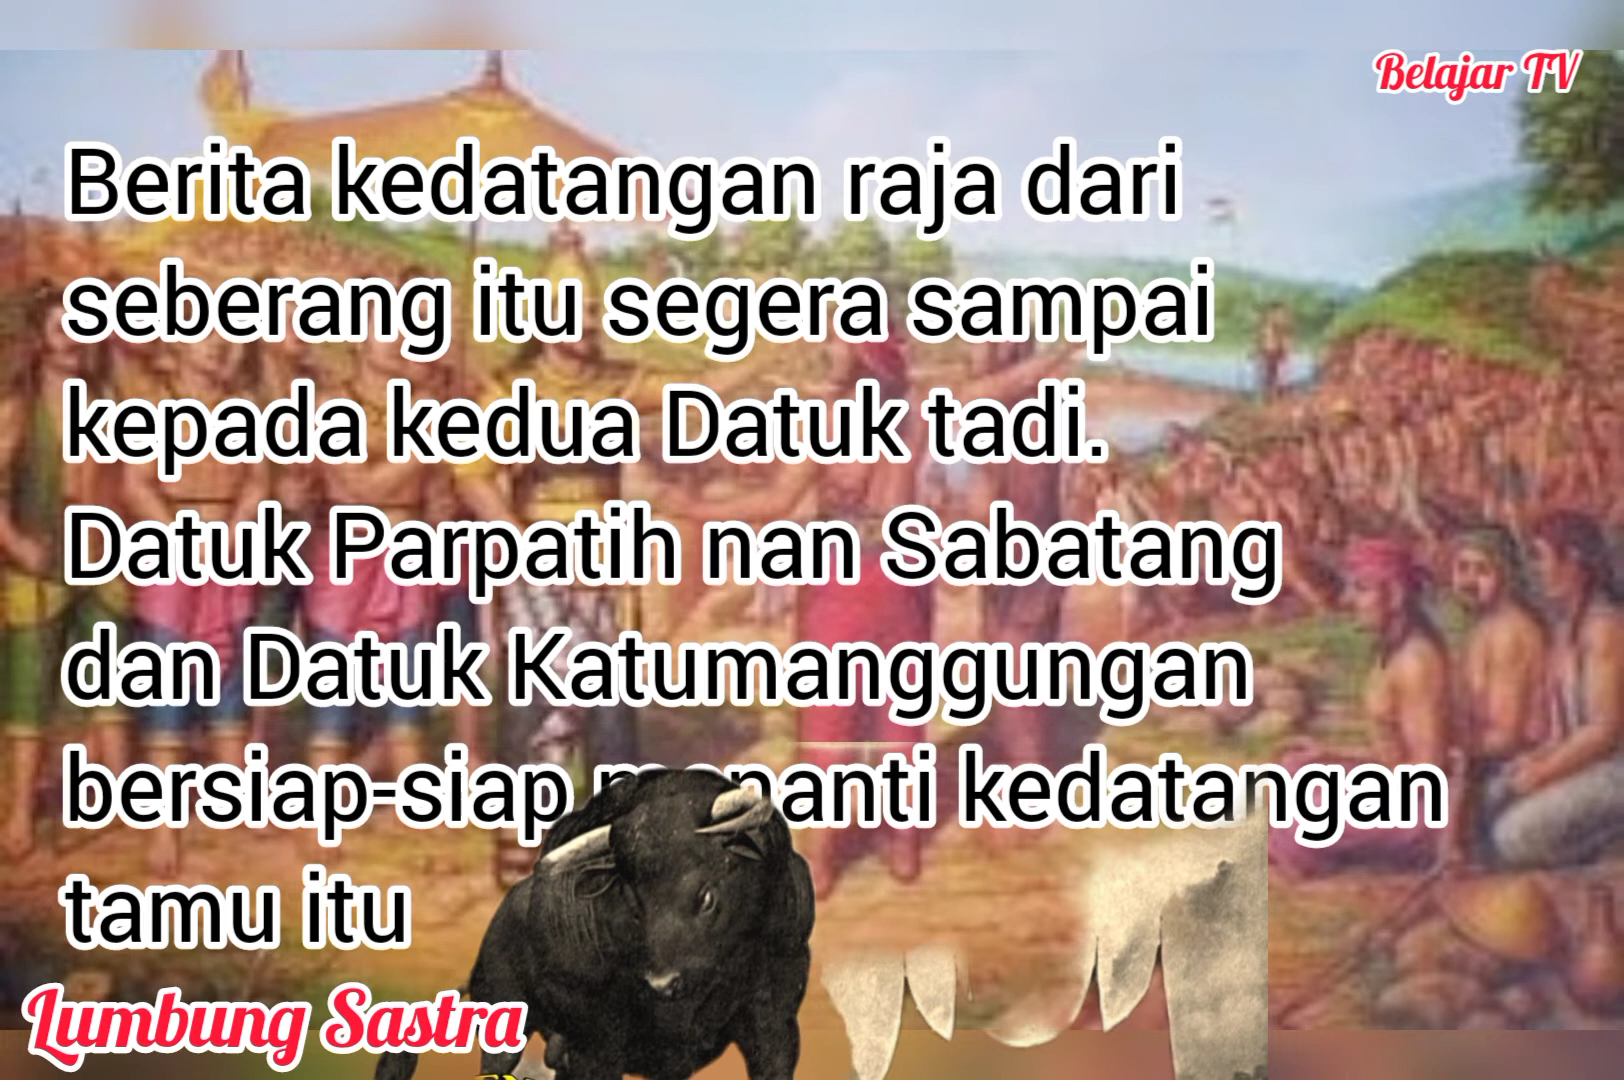 Belajar TV
Berita kedatangan raja dari
seberang itu segera sampai
kepada kedua Datuk tadi.
Datuk Parpatih nan Sabatang
dan Datuk Katumanggungan
bersiap-siap menanti kedatangan
tamu itu
Lumbung Sastra